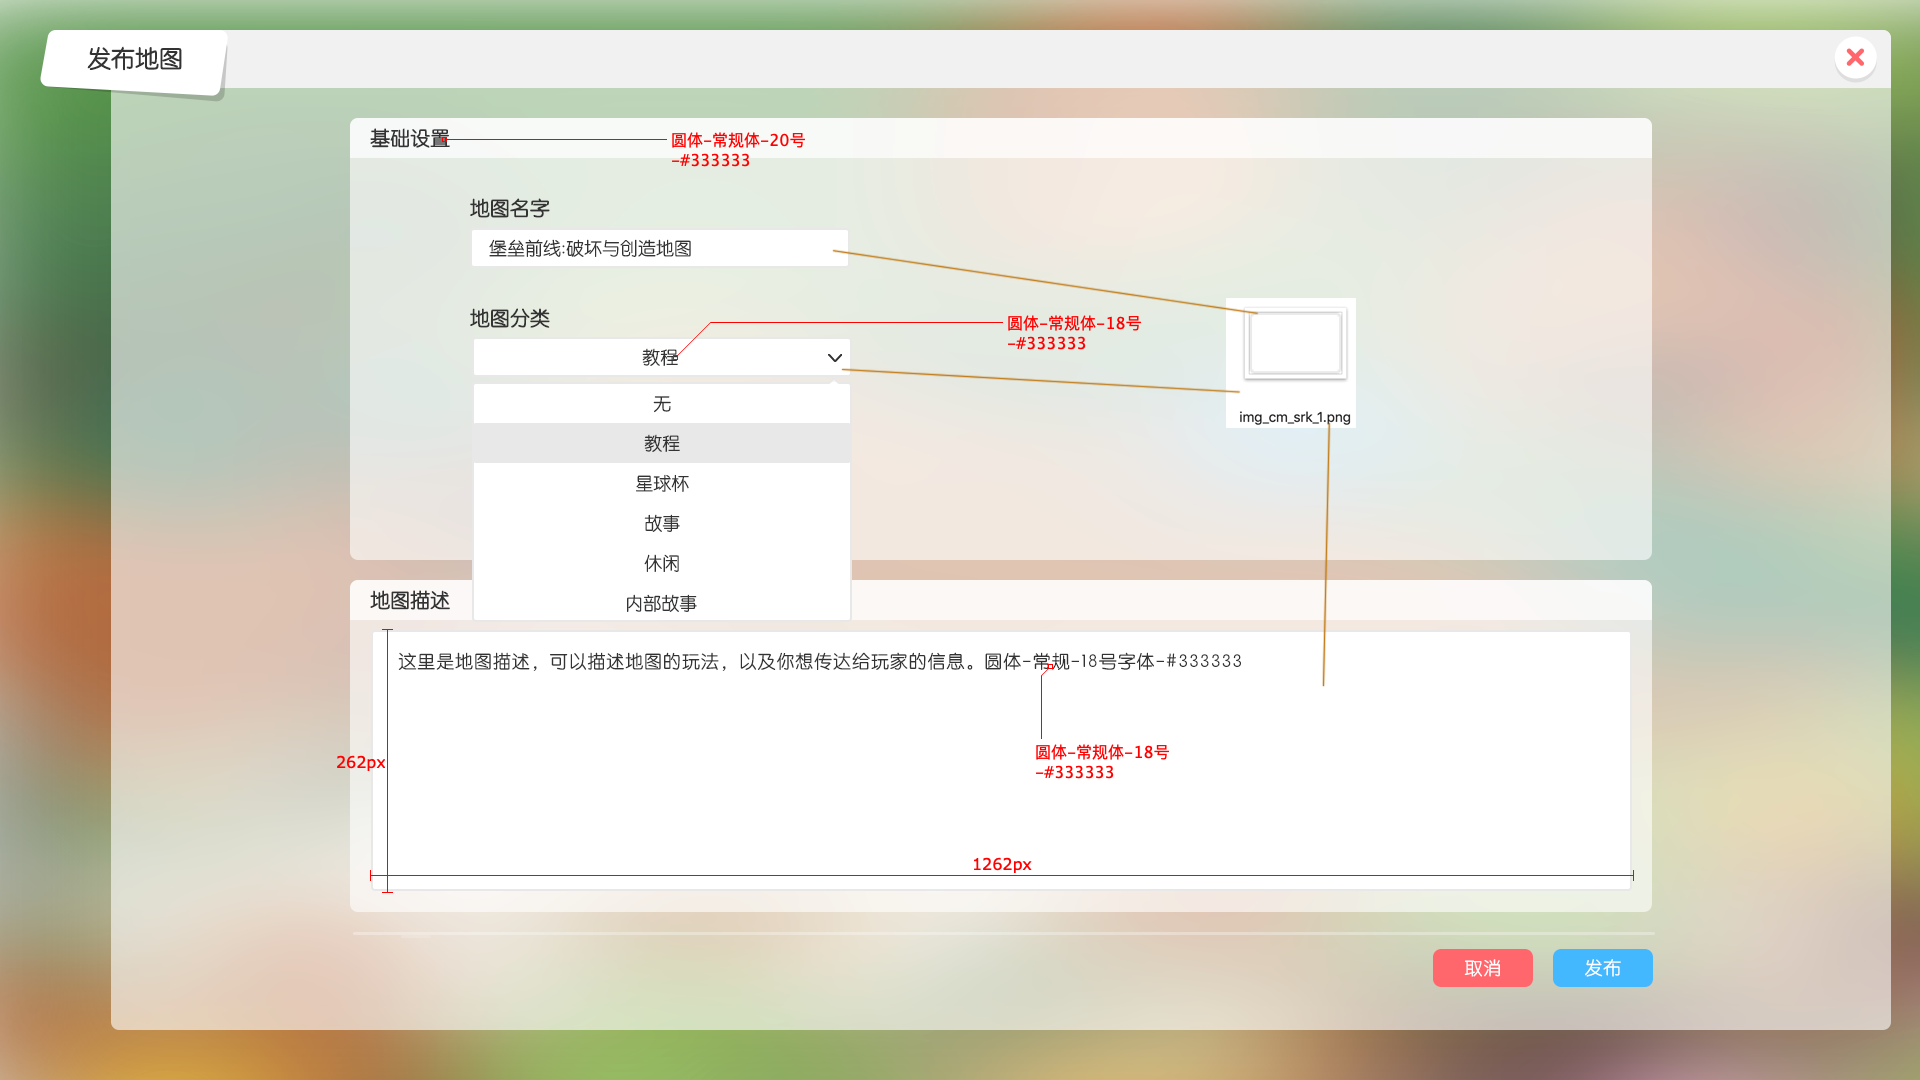 发布地图
基础设置
圆体-常规体-20号
-#333333
地图名字
堡垒前线:破坏与创造地图
地图分类
圆体-常规体-18号
-#333333
教程
无
教程
星球杯
故事
休闲
内部故事
img_cm_srk_1.png
地图描述
这里是地图描述，可以描述地图的玩法，以及你想传达给玩家的信息。圆体-常规-18号字体-#333333
圆体-常规体-18号
-#333333
262px
1262px
取消
发布